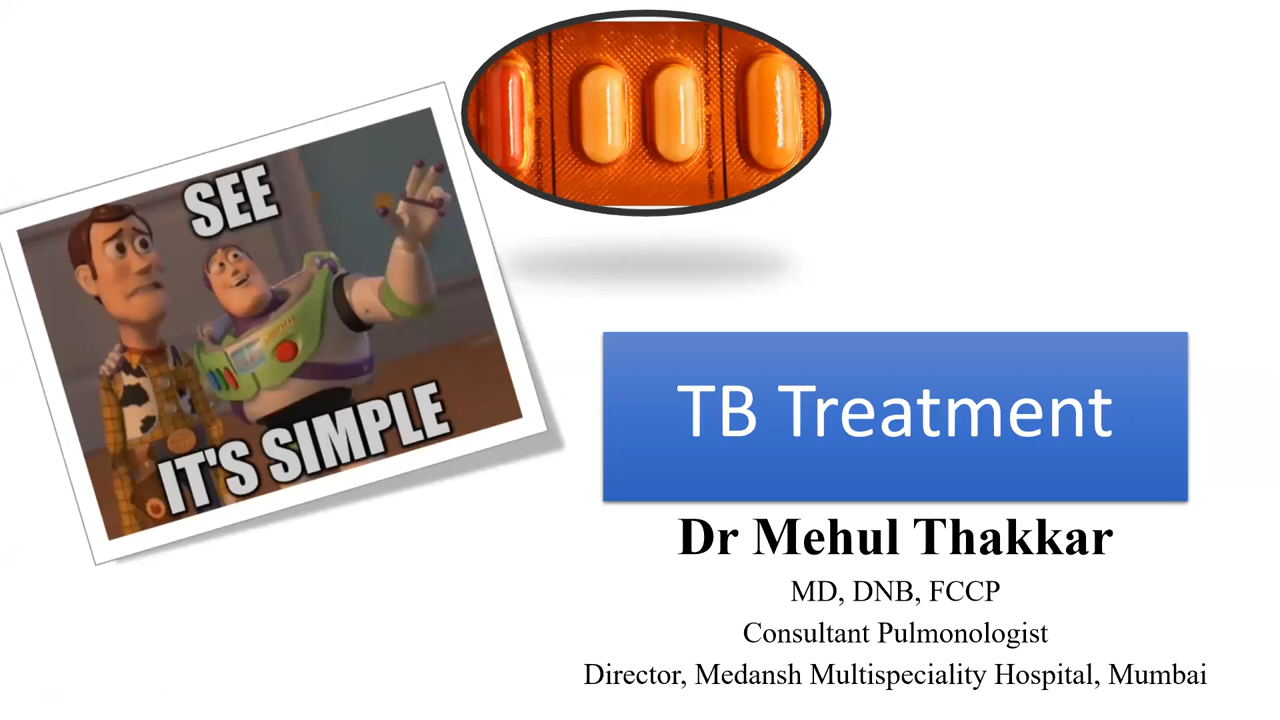 SEE
IT'S SIMPLE
TB Treatment
Dr Mehul Thakkar
MD, DNB, FCCP
Consultant Pulmonologist
Director, Medansh Multispeciality Hospital, Mumbai